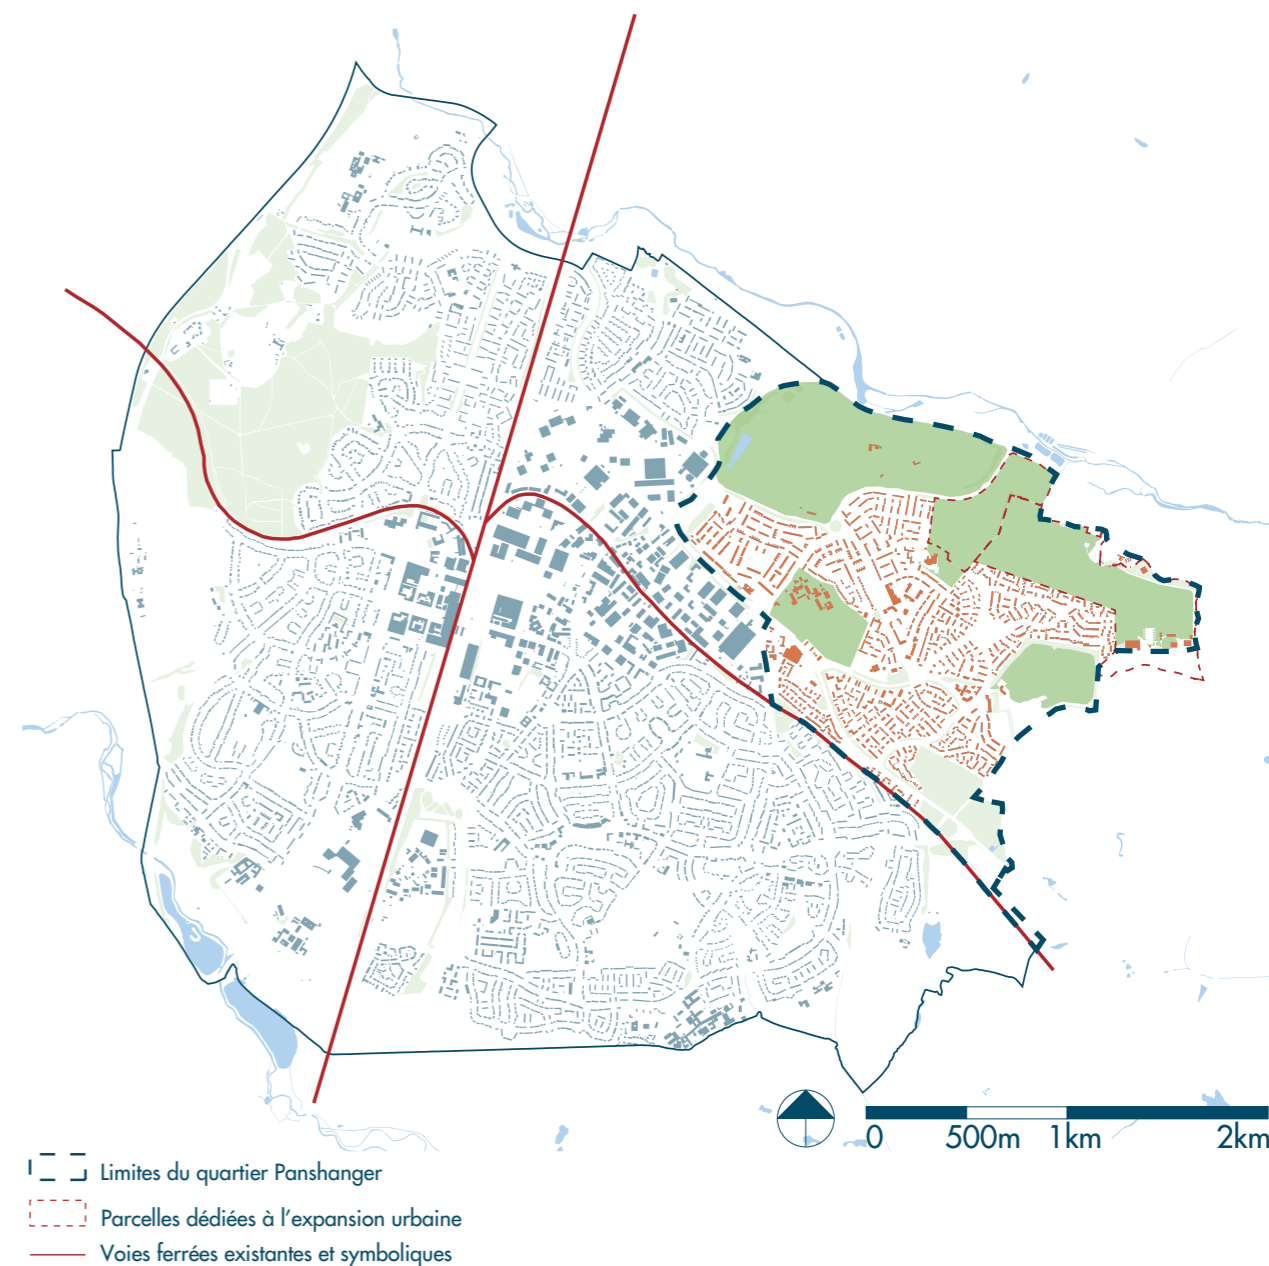 0 500m 1km 2km
Limites du quartier Panshanger
Parcelles dédiées à l'expansion urbaine
Voies ferrées existantes et symboliques